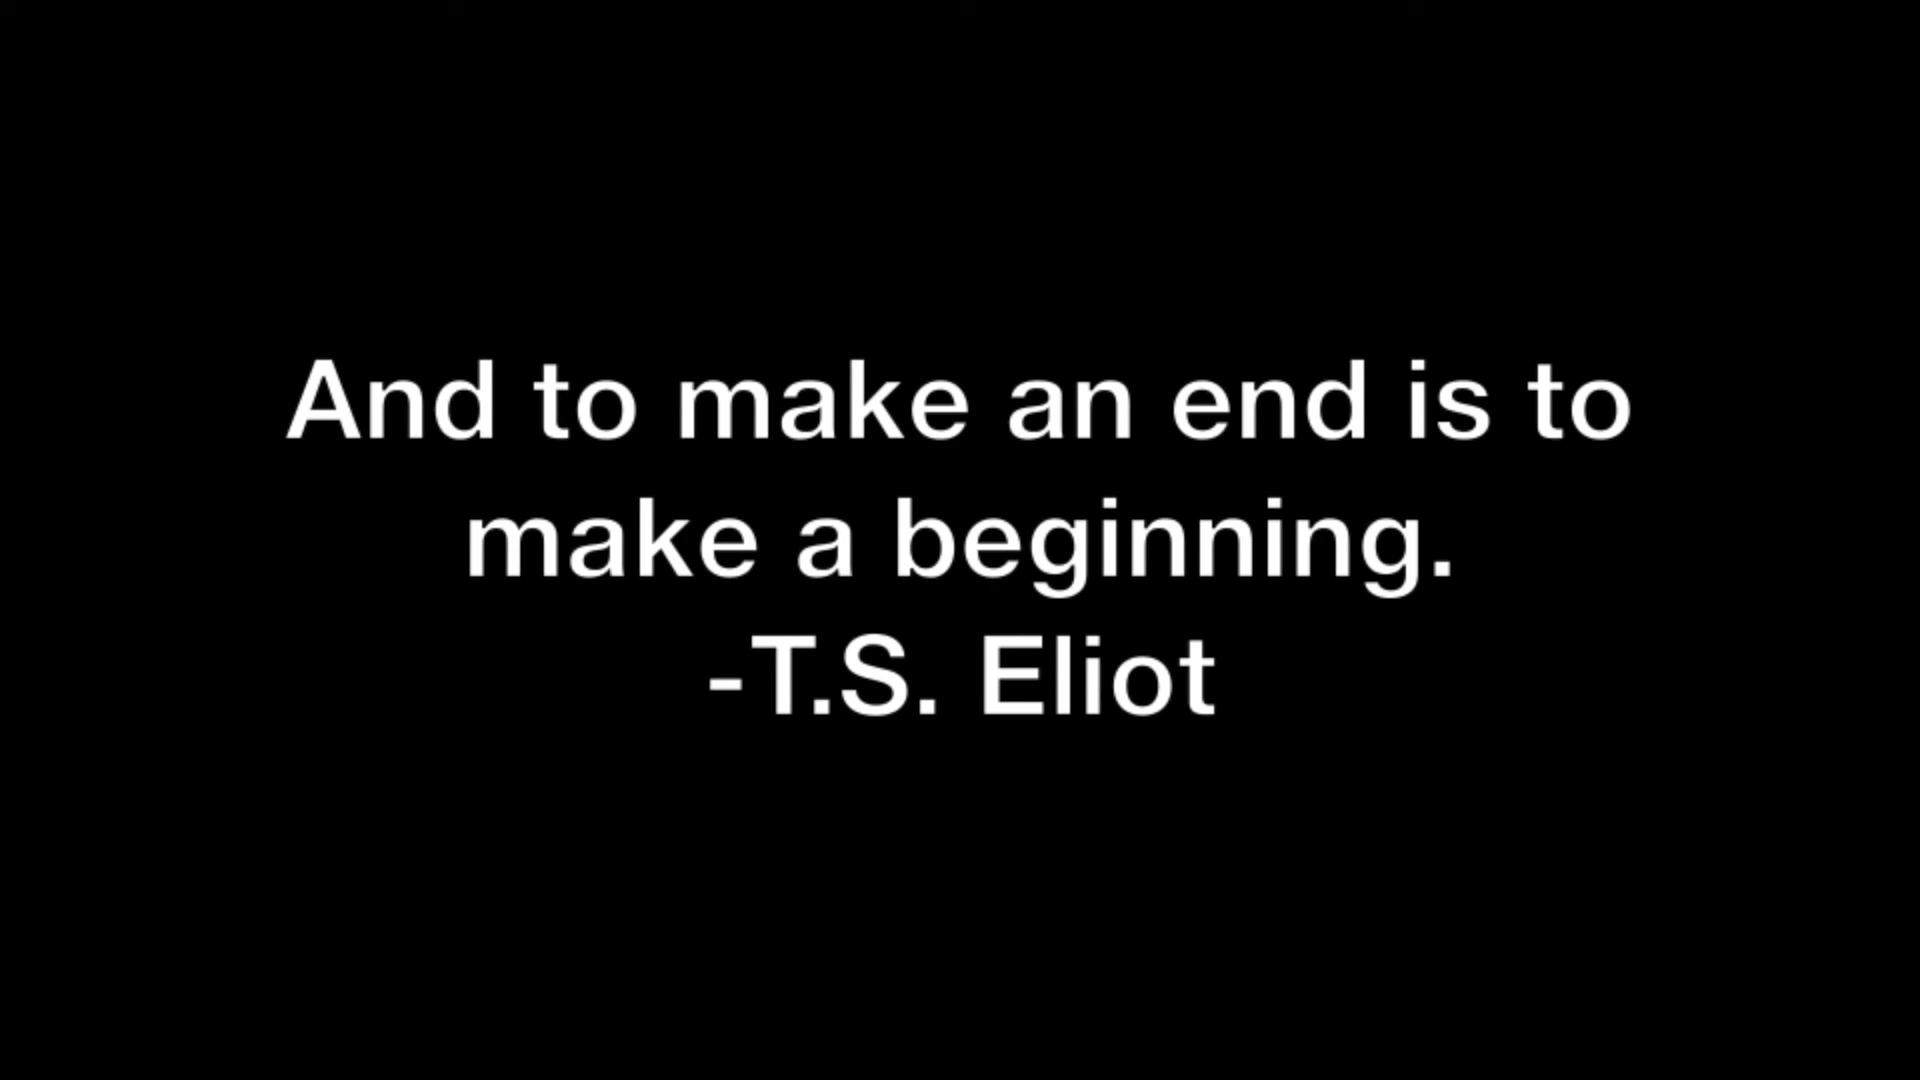 And to make an end is to
make a beginning.
-T.S. Eliot